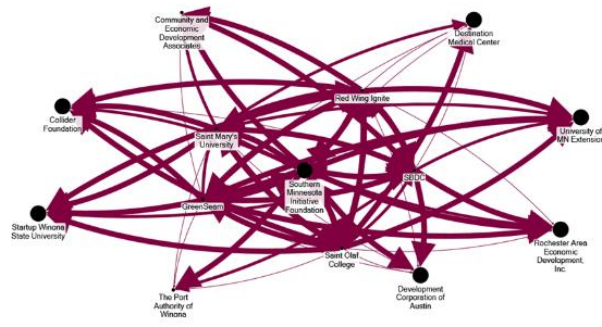 Community and
Economic
Development
Associates
Destination
Medical Center
Red Wing Ignite
Collider
Foundation
University of
MN Extension
Saint Mary's
University
SBDC
Southern
Minnesota
Initiative
Foundation
GreenSeam
Startup Winona
State University
Rochester Area
Economic
Development,
Inc.
Saint Olaf
College
Development
Corporation of
Austin
The Port
Authority of
Winona